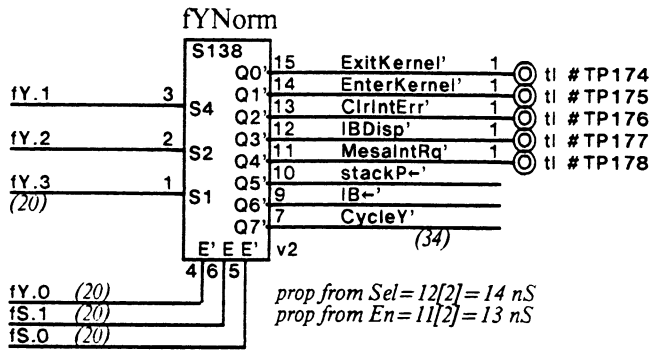 fYNorm
S138
Q0' 15 ExitKernel' 1 tl #TP174
Q1' 14 EnterKernel' 1 tl #TP175
fY.1 3 S4 Q2' 13 ClrIntErr' 1 tl #TP176
Q3' 12 IBDisp' 1 tl #TP177
fY.2 2 S2 Q4' 11 MesaIntRq' 1 tl #TP178
Q5' 10 stackP←'
fY.3 1 S1 Q6' 9 IB←'
(20) Q7' 7 CycleY'
(34)
E' E E' v2
4 6 5
fY.0 (20)
fS.1 (20)
fS.0 (20)
prop from Sel=12[2]=14 nS
prop from En=11[2]=13 nS